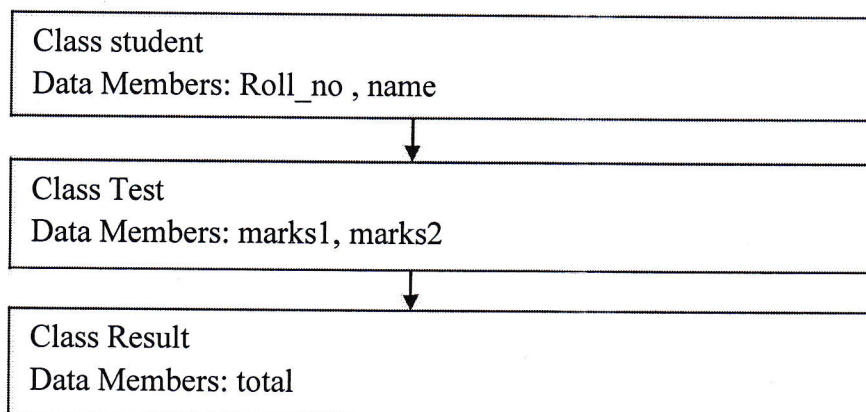 Class student
Data Members: Roll_no , name
Class Test
Data Members: marks1, marks2
Class Result
Data Members: total